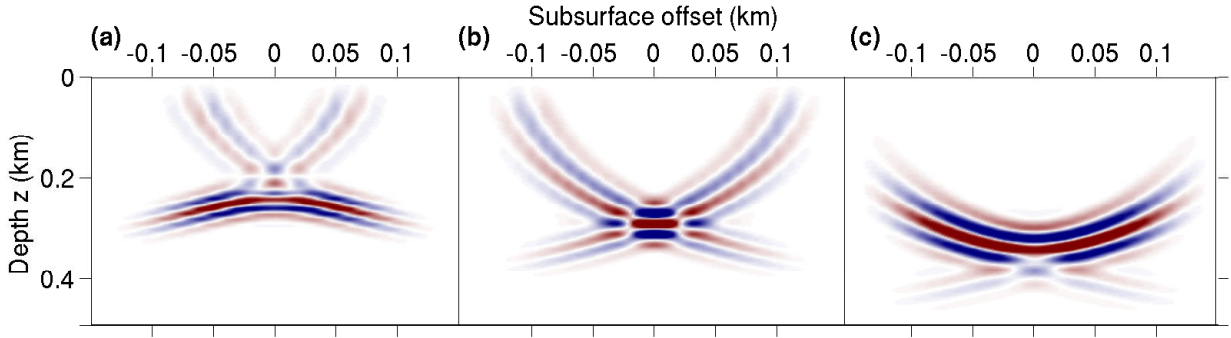 Subsurface offset (km)
(a) -0.1 -0.05 0 0.05 0.1 (b) -0.1 -0.05 0 0.05 0.1 (c) -0.1 -0.05 0 0.05 0.1
0
0.2
0.4
Depth z (km)